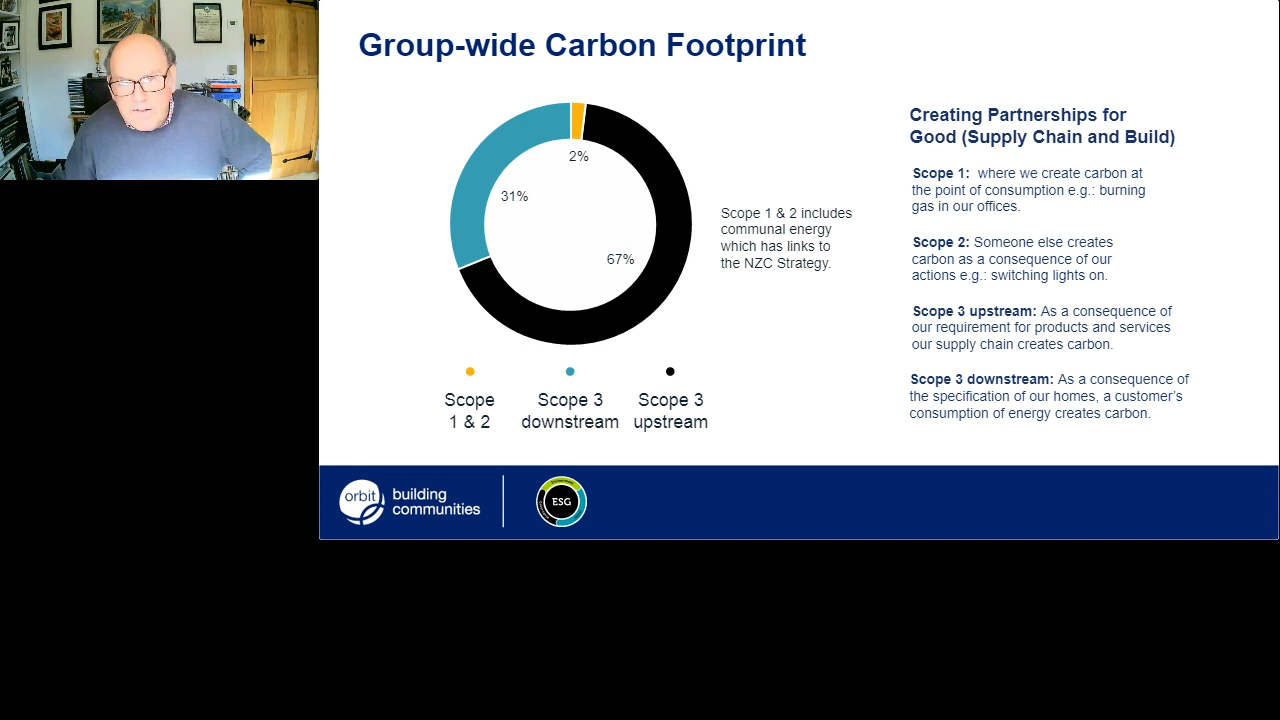 Group-wide Carbon Footprint
2%
31%
67%
Scope
1 & 2
Scope 3
downstream
Scope 3
upstream
Scope 1 & 2 includes
communal energy
which has links to
the NZC Strategy.
Creating Partnerships for
Good (Supply Chain and Build)
Scope 1:  where we create carbon at
the point of consumption e.g.: burning
gas in our offices.
Scope 2: Someone else creates
carbon as a consequence of our
actions e.g.: switching lights on.
Scope 3 upstream: As a consequence of
our requirement for products and services
our supply chain creates carbon.
Scope 3 downstream: As a consequence of
the specification of our homes, a customer’s
consumption of energy creates carbon.
orbit
building
communities
ESG